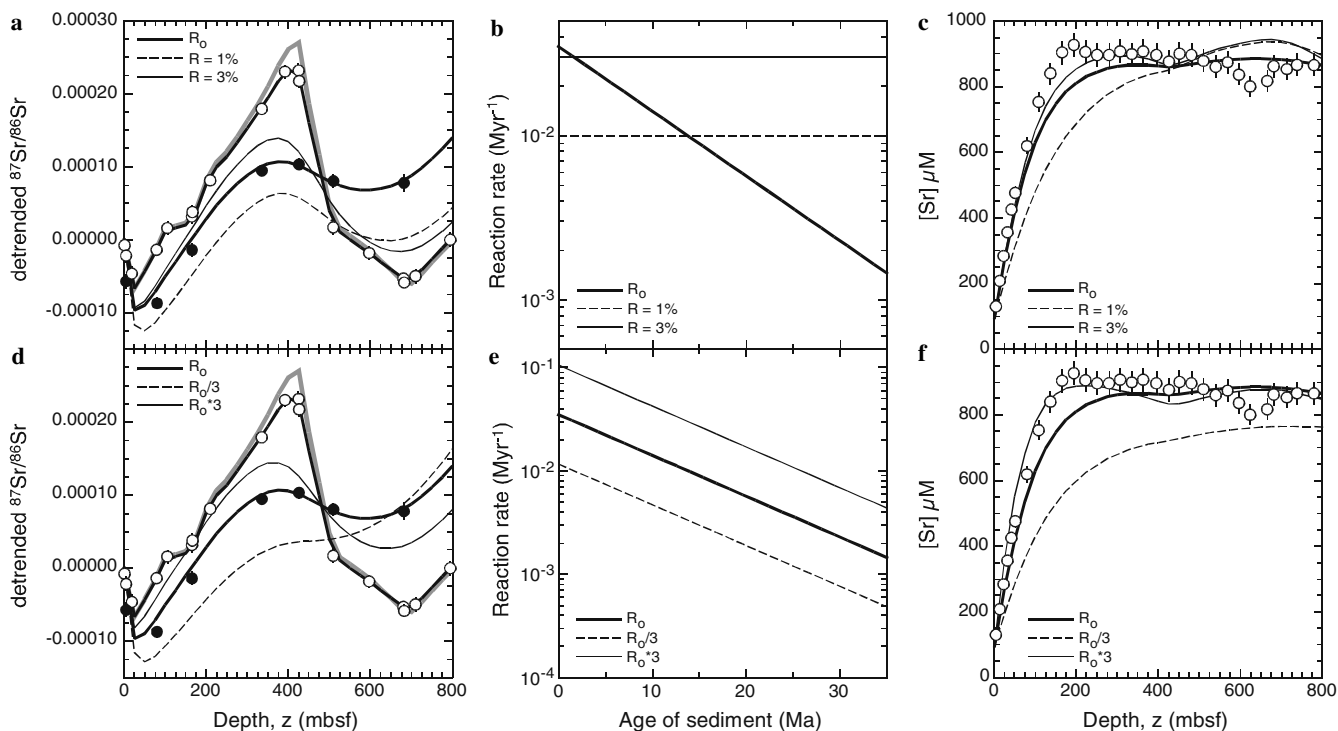 a
0.00030
0.00020
0.00010
0.00000
-0.00010
detrended ⁸⁷Sr/⁸⁶Sr
Rₒ
R = 1%
R = 3%
b
10⁻²
10⁻³
Reaction rate (Myr⁻¹)
Rₒ
R = 1%
R = 3%
c
1000
800
600
400
200
0
[Sr] µM
Rₒ
R = 1%
R = 3%
d
0.00020
0.00010
0.00000
-0.00010
detrended ⁸⁷Sr/⁸⁶Sr
Rₒ
Rₒ/3
Rₒ*3
0 200 400 600 800
Depth, z (mbsf)
e
10⁻¹
10⁻²
10⁻³
10⁻⁴
Reaction rate (Myr⁻¹)
Rₒ
Rₒ/3
Rₒ*3
0 10 20 30
Age of sediment (Ma)
f
800
600
400
200
0
[Sr] µM
Rₒ
Rₒ/3
Rₒ*3
0 200 400 600 800
Depth, z (mbsf)